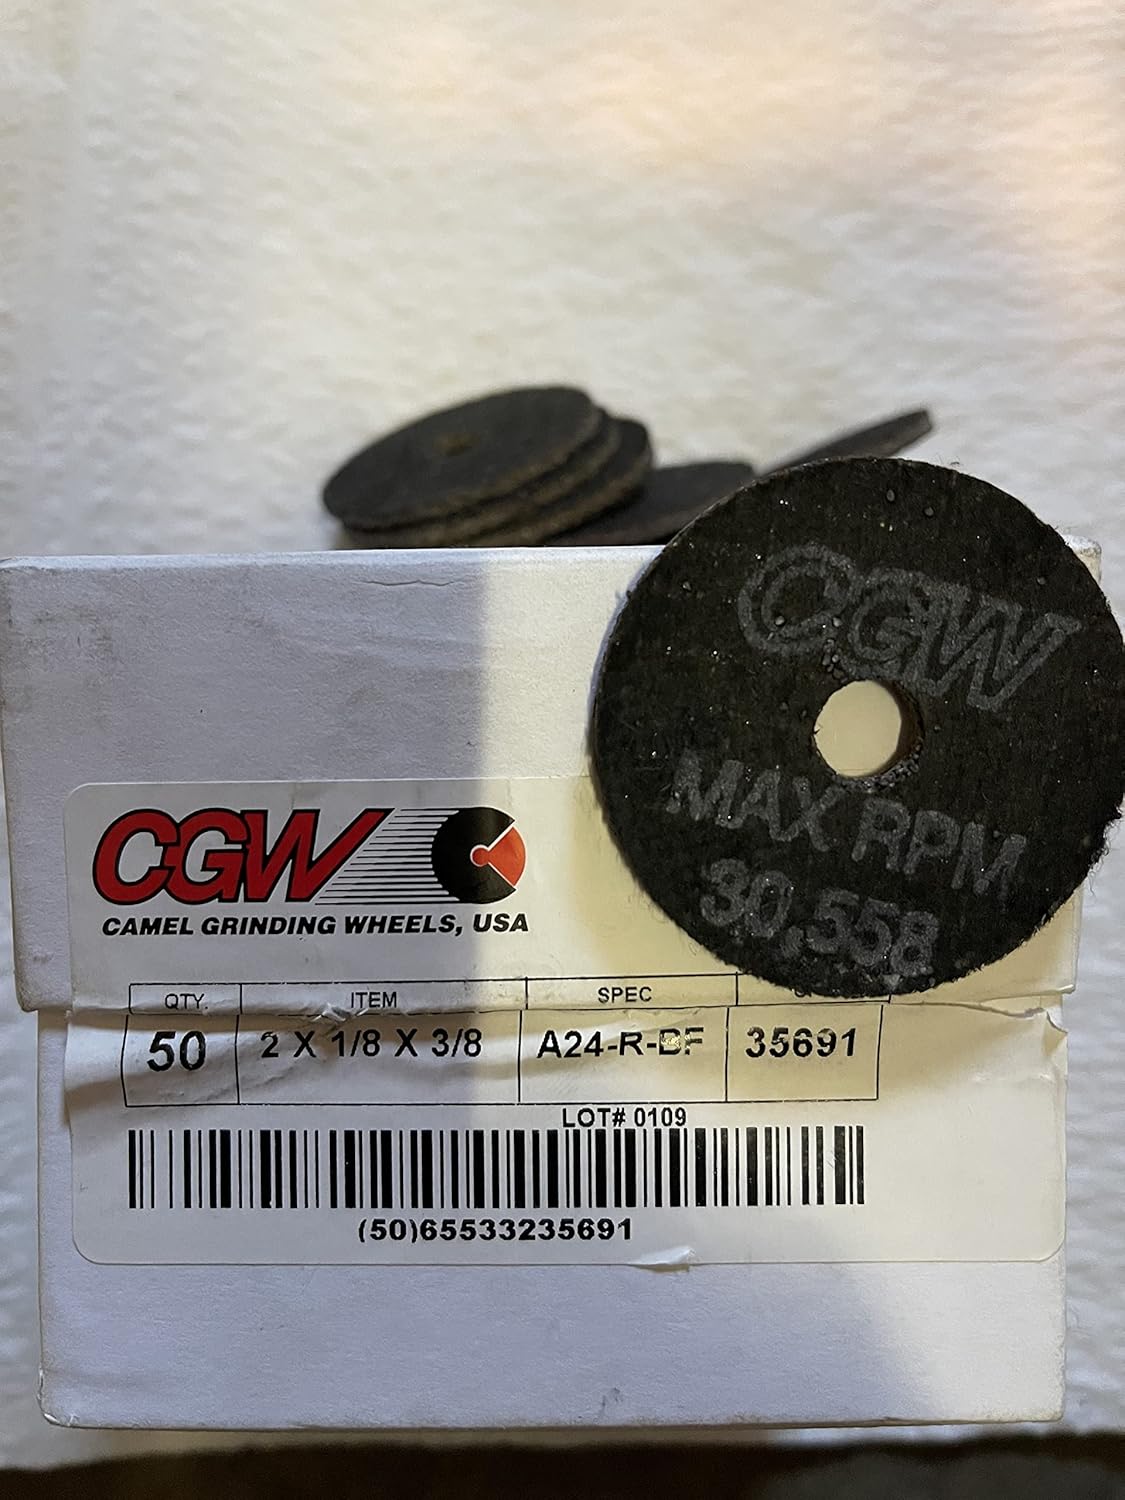 CGW
MAX RPM
30,558
CGW
CAMEL GRINDING WHEELS, USA
QTY. ITEM SPEC
50 2 X 1/8 X 3/8 A24-R-BF 35691
LOT# 0109
(50)65533235691